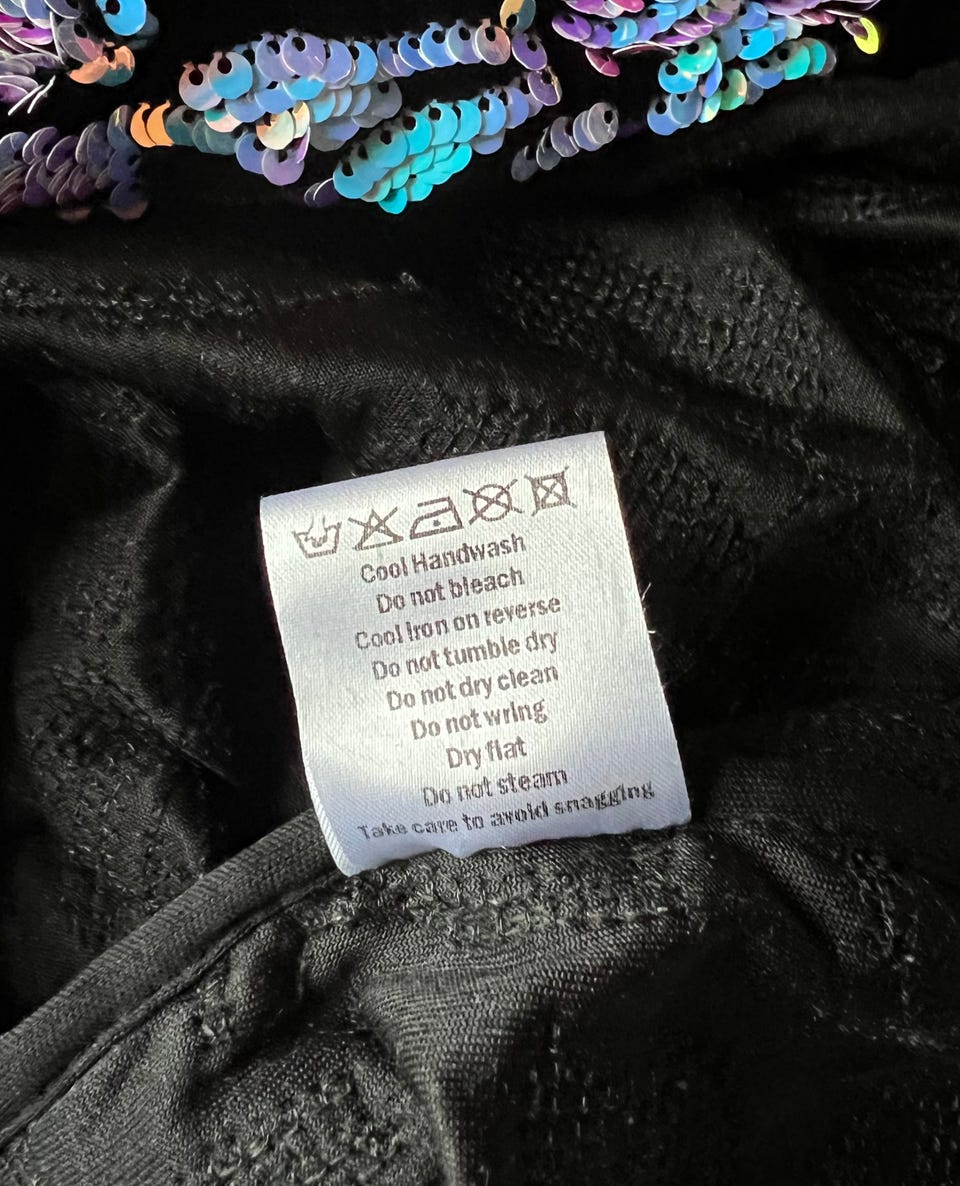 Cool Handwash
Do not bleach
Cool Iron on reverse
Do not tumble dry
Do not dry clean
Do not wring
Dry flat
Do not steam
Take care to avoid snagging